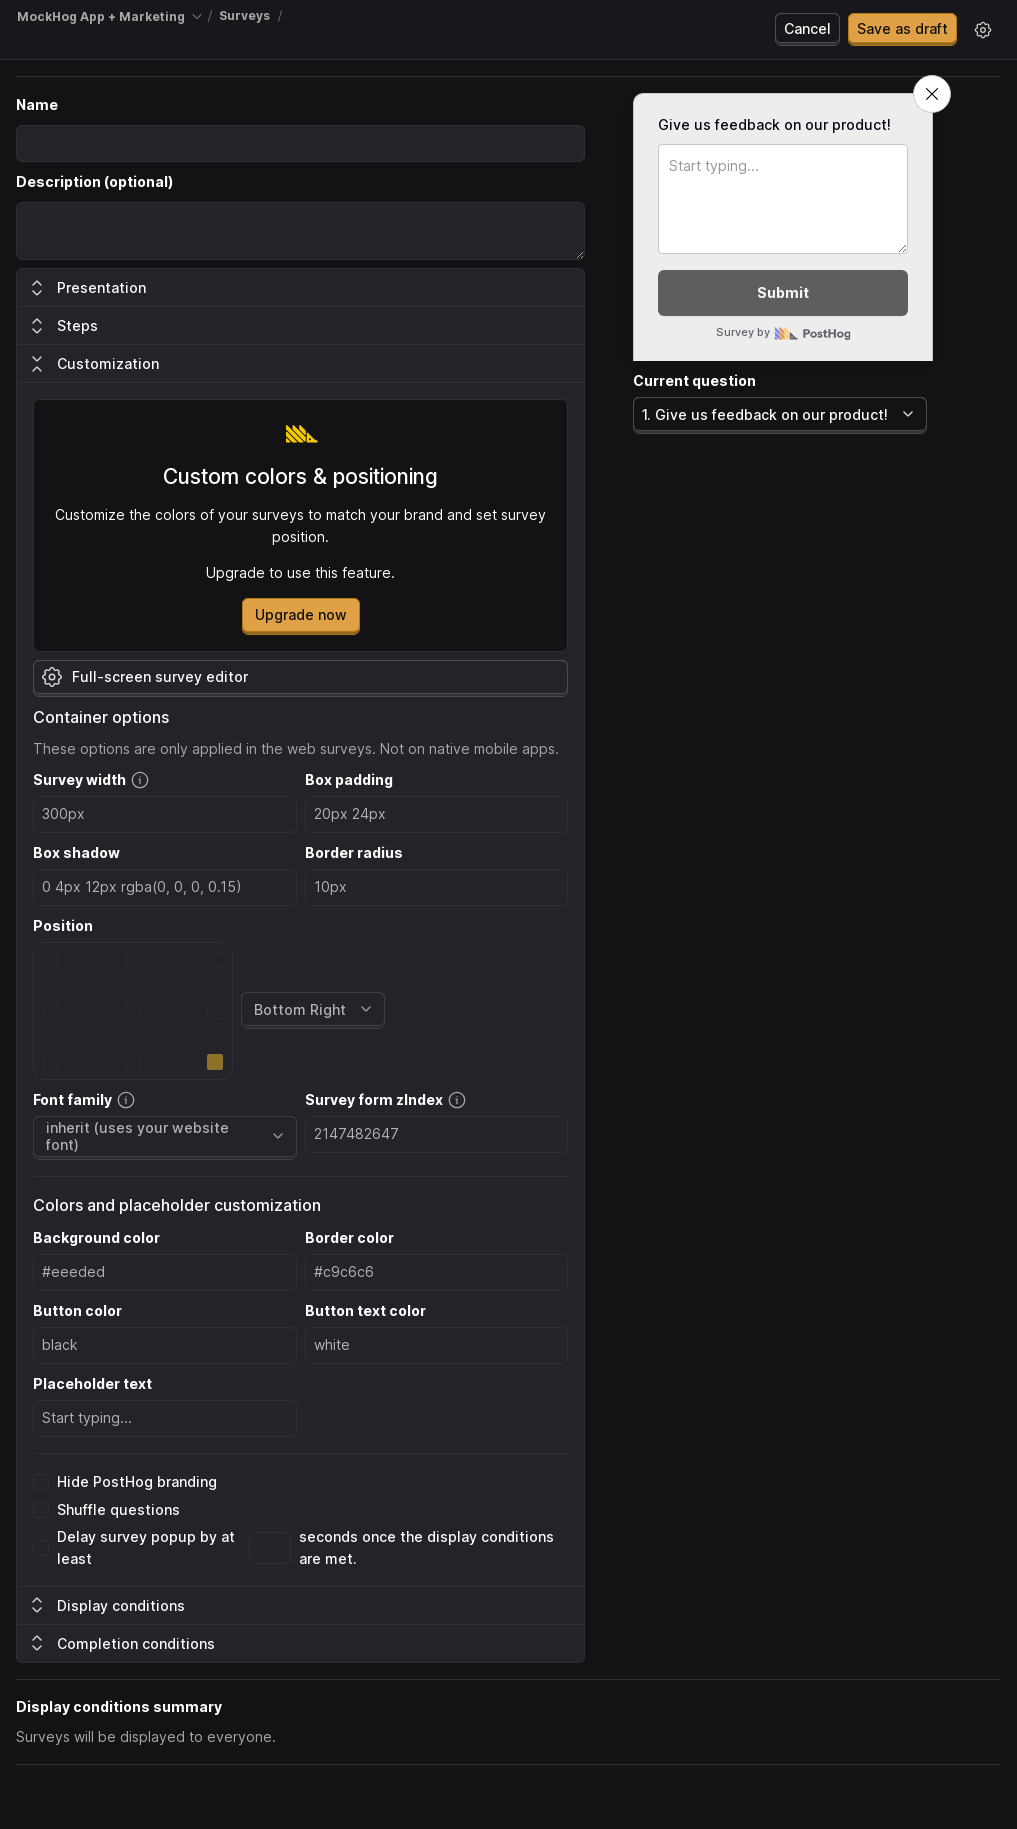 MockHog App + Marketing / Surveys /
Cancel
Save as draft
Name
Description (optional)
Presentation
Steps
Customization
Custom colors & positioning
Customize the colors of your surveys to match your brand and set survey
position.
Upgrade to use this feature.
Upgrade now
Full-screen survey editor
Container options
These options are only applied in the web surveys. Not on native mobile apps.
Survey width
Box padding
300px
20px 24px
Box shadow
Border radius
0 4px 12px rgba(0, 0, 0, 0.15)
10px
Position
Bottom Right
Font family
Survey form zIndex
inherit (uses your website
font)
2147482647
Colors and placeholder customization
Background color
Border color
#eeeded
#c9c6c6
Button color
Button text color
black
white
Placeholder text
Start typing...
Hide PostHog branding
Shuffle questions
Delay survey popup by at
least
seconds once the display conditions
are met.
Display conditions
Completion conditions
Give us feedback on our product!
Start typing...
Submit
Survey by PostHog
Current question
1. Give us feedback on our product!
Display conditions summary
Surveys will be displayed to everyone.